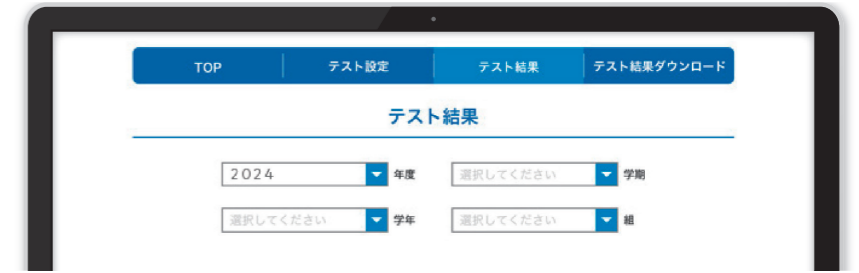 TOP テスト設定 テスト結果 テスト結果ダウンロード
テスト結果
2024 年度 選択してください 学期
選択してください 学年 選択してください 組